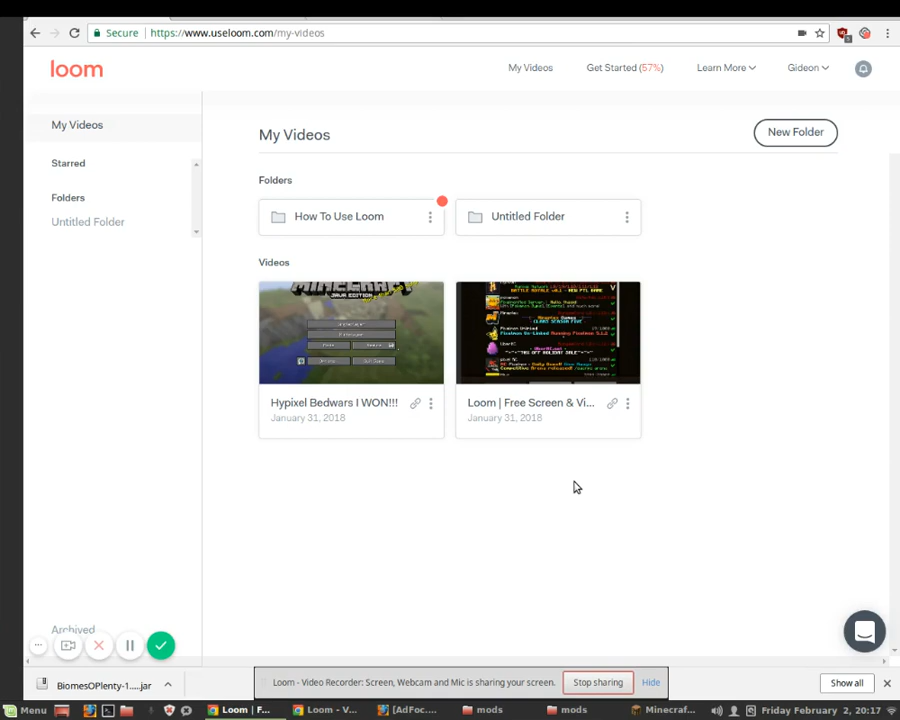 Secure https://www.useloom.com/my-videos
loom
My Videos
Get Started (57%)
Learn More
Gideon
My Videos
Starred
Folders
Untitled Folder
Archived
My Videos
New Folder
Folders
How To Use Loom
Untitled Folder
Videos
JAVA EDITION
Hypixel Bedwars I WON!!!
January 31, 2018
Loom | Free Screen & Vi...
January 31, 2018
BiomesOPlenty-1....jar
Loom - Video Recorder: Screen, Webcam and Mic is sharing your screen.
Stop sharing
Hide
Show all
Menu
Loom | F...
Loom - V...
[AdFoc....
mods
mods
Minecraf...
Friday February 2, 20:17